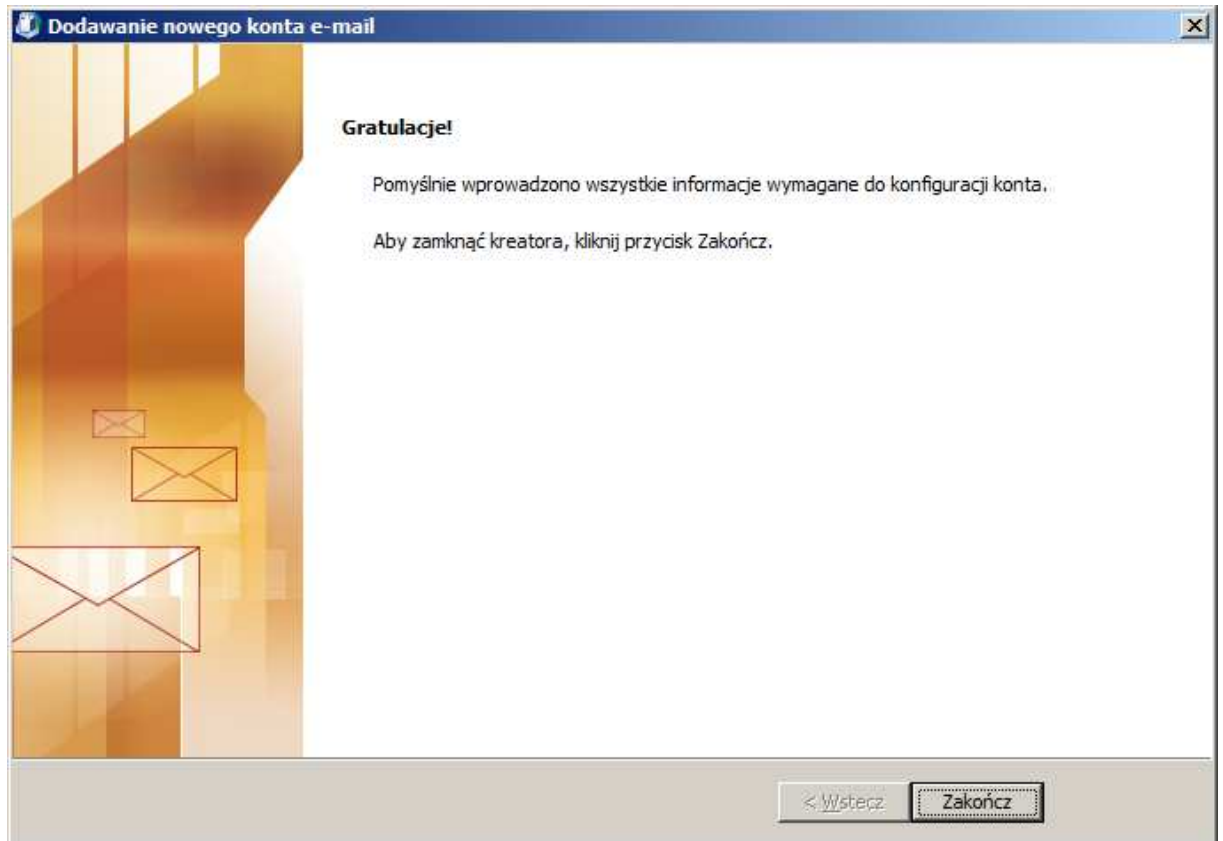 Dodawanie nowego konta e-mail
Gratulacje!
Pomyślnie wprowadzono wszystkie informacje wymagane do konfiguracji konta.
Aby zamknąć kreatora, kliknij przycisk Zakończ.
< Wstecz Zakończ